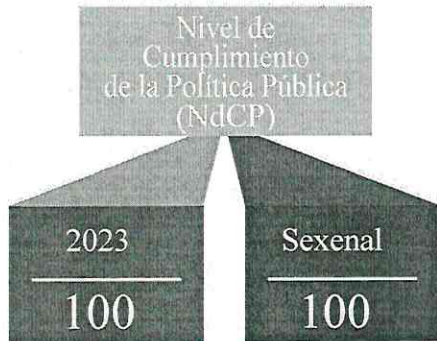 Nivel de
Cumplimiento
de la Política Pública
(NdCP)
2023
100
Sexenal
100